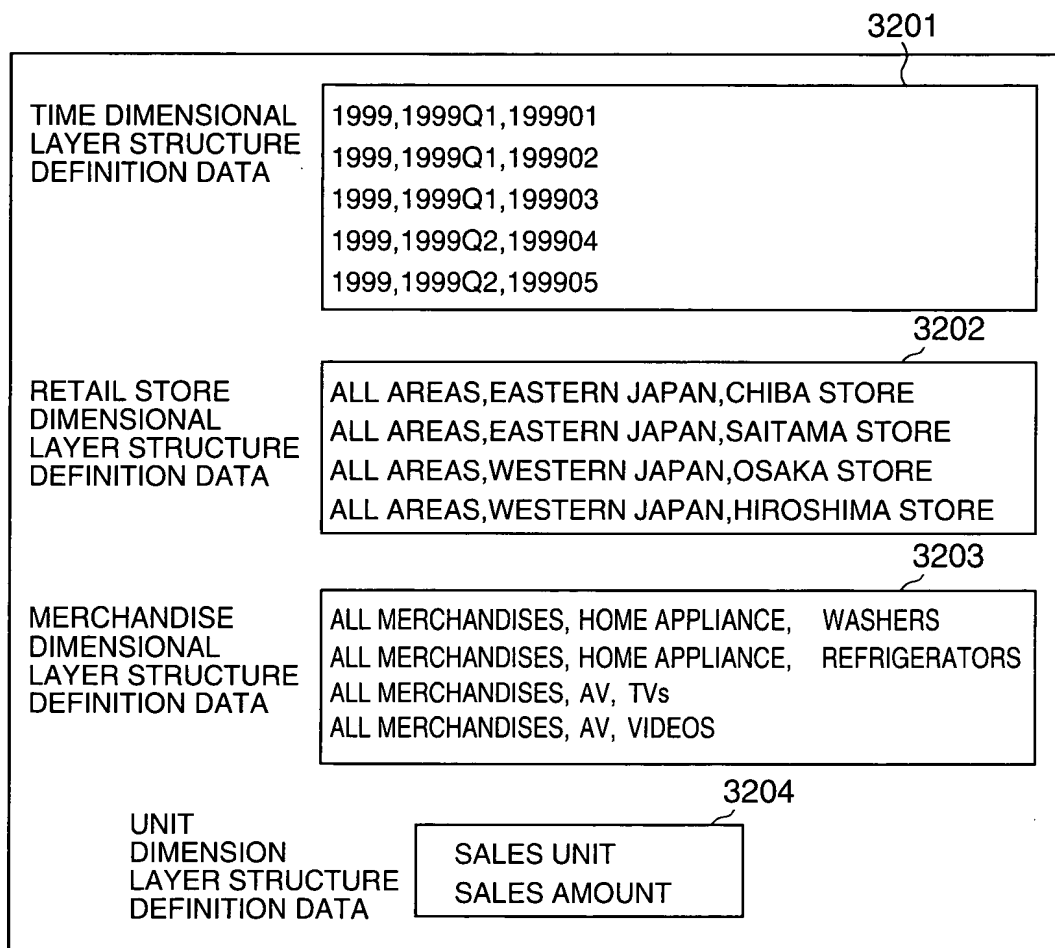 3201
TIME DIMENSIONAL
LAYER STRUCTURE
DEFINITION DATA
1999,1999Q1,199901
1999,1999Q1,199902
1999,1999Q1,199903
1999,1999Q2,199904
1999,1999Q2,199905
3202
RETAIL STORE
DIMENSIONAL
LAYER STRUCTURE
DEFINITION DATA
ALL AREAS,EASTERN JAPAN,CHIBA STORE
ALL AREAS,EASTERN JAPAN,SAITAMA STORE
ALL AREAS,WESTERN JAPAN,OSAKA STORE
ALL AREAS,WESTERN JAPAN,HIROSHIMA STORE
3203
MERCHANDISE
DIMENSIONAL
LAYER STRUCTURE
DEFINITION DATA
ALL MERCHANDISES, HOME APPLIANCE, WASHERS
ALL MERCHANDISES, HOME APPLIANCE, REFRIGERATORS
ALL MERCHANDISES, AV, TVs
ALL MERCHANDISES, AV, VIDEOS
3204
UNIT
DIMENSION
LAYER STRUCTURE
DEFINITION DATA
SALES UNIT
SALES AMOUNT